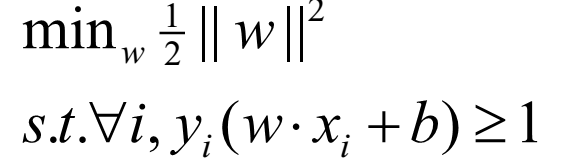 min_w ½ || w ||²
s.t.∀i, y_i(w·x_i + b) ≥ 1